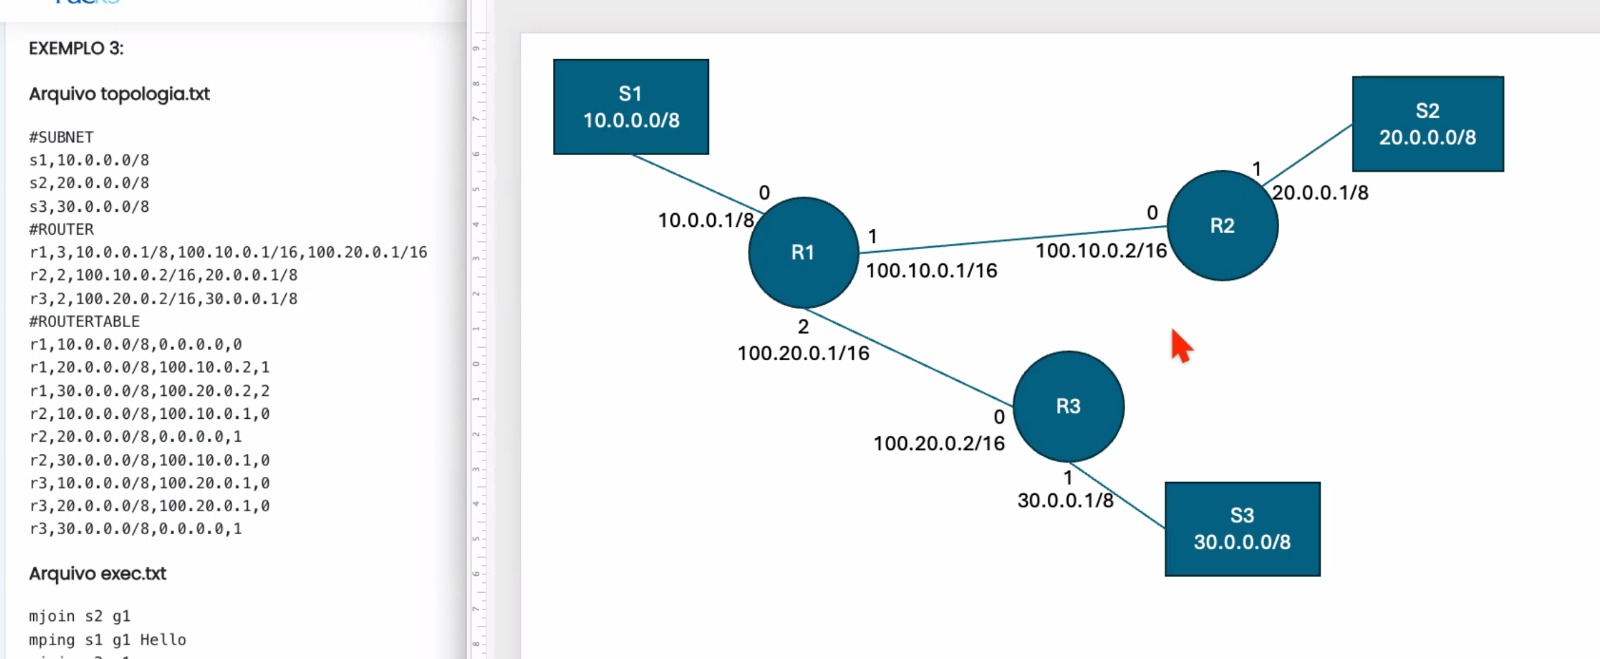 EXEMPLO 3:
Arquivo topologia.txt
#SUBNET
s1,10.0.0.0/8
s2,20.0.0.0/8
s3,30.0.0.0/8
#ROUTER
r1,3,10.0.0.1/8,100.10.0.1/16,100.20.0.1/16
r2,2,100.10.0.2/16,20.0.0.1/8
r3,2,100.20.0.2/16,30.0.0.1/8
#ROUTERTABLE
r1,10.0.0.0/8,0.0.0.0,0
r1,20.0.0.0/8,100.10.0.2,1
r1,30.0.0.0/8,100.20.0.2,2
r2,10.0.0.0/8,100.10.0.1,0
r2,20.0.0.0/8,0.0.0.0,1
r2,30.0.0.0/8,100.10.0.1,0
r3,10.0.0.0/8,100.20.0.1,0
r3,20.0.0.0/8,100.20.0.1,0
r3,30.0.0.0/8,0.0.0.0,1
Arquivo exec.txt
mjoin s2 g1
mping s1 g1 Hello
S1
10.0.0.0/8
0
10.0.0.1/8
R1
1
100.10.0.1/16
2
100.20.0.1/16
0
100.10.0.2/16
R2
1
20.0.0.1/8
S2
20.0.0.0/8
0
100.20.0.2/16
R3
1
30.0.0.1/8
S3
30.0.0.0/8